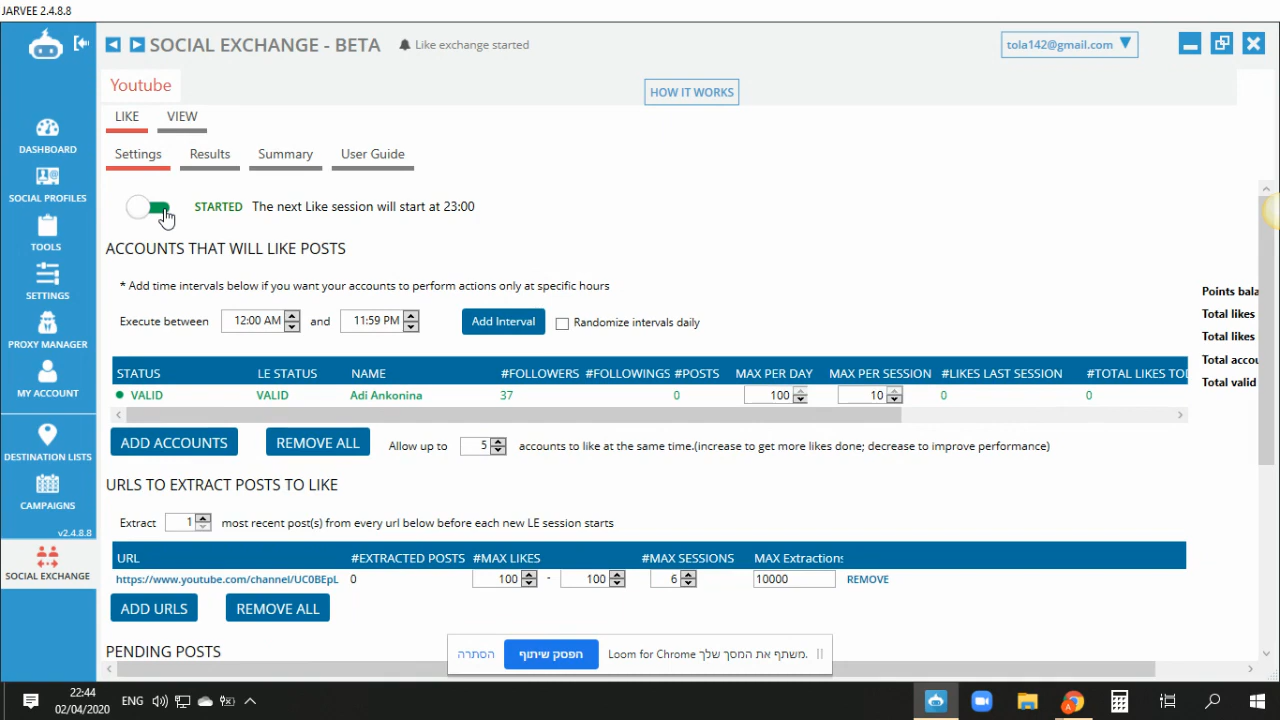 JARVEE 2.4.8.8
SOCIAL EXCHANGE - BETA
Like exchange started
tola142@gmail.com
Youtube
HOW IT WORKS
LIKE VIEW
Settings Results Summary User Guide
STARTED The next Like session will start at 23:00
ACCOUNTS THAT WILL LIKE POSTS
* Add time intervals below if you want your accounts to perform actions only at specific hours
Execute between 12:00 AM and 11:59 PM Add Interval Randomize intervals daily
STATUS LE STATUS NAME #FOLLOWERS #FOLLOWINGS #POSTS MAX PER DAY MAX PER SESSION #LIKES LAST SESSION #TOTAL LIKES TOD
VALID VALID Adi Ankonina 37 0 100 10 0 0
ADD ACCOUNTS REMOVE ALL Allow up to 5 accounts to like at the same time.(increase to get more likes done; decrease to improve performance)
Points bala
Total likes
Total likes
Total accou
Total valid
URLS TO EXTRACT POSTS TO LIKE
Extract 1 most recent post(s) from every url below before each new LE session starts
URL #EXTRACTED POSTS #MAX LIKES #MAX SESSIONS MAX Extractions
https://www.youtube.com/channel/UC0BEpL 0 100 - 100 6 10000 REMOVE
ADD URLS REMOVE ALL
PENDING POSTS
DASHBOARD
SOCIAL PROFILES
TOOLS
SETTINGS
PROXY MANAGER
MY ACCOUNT
DESTINATION LISTS
CAMPAIGNS
v2.4.8.8
SOCIAL EXCHANGE
Loom for Chrome משתף את המסך שלך.
הפסק שיתוף
הסתרה
22:44
02/04/2020
ENG